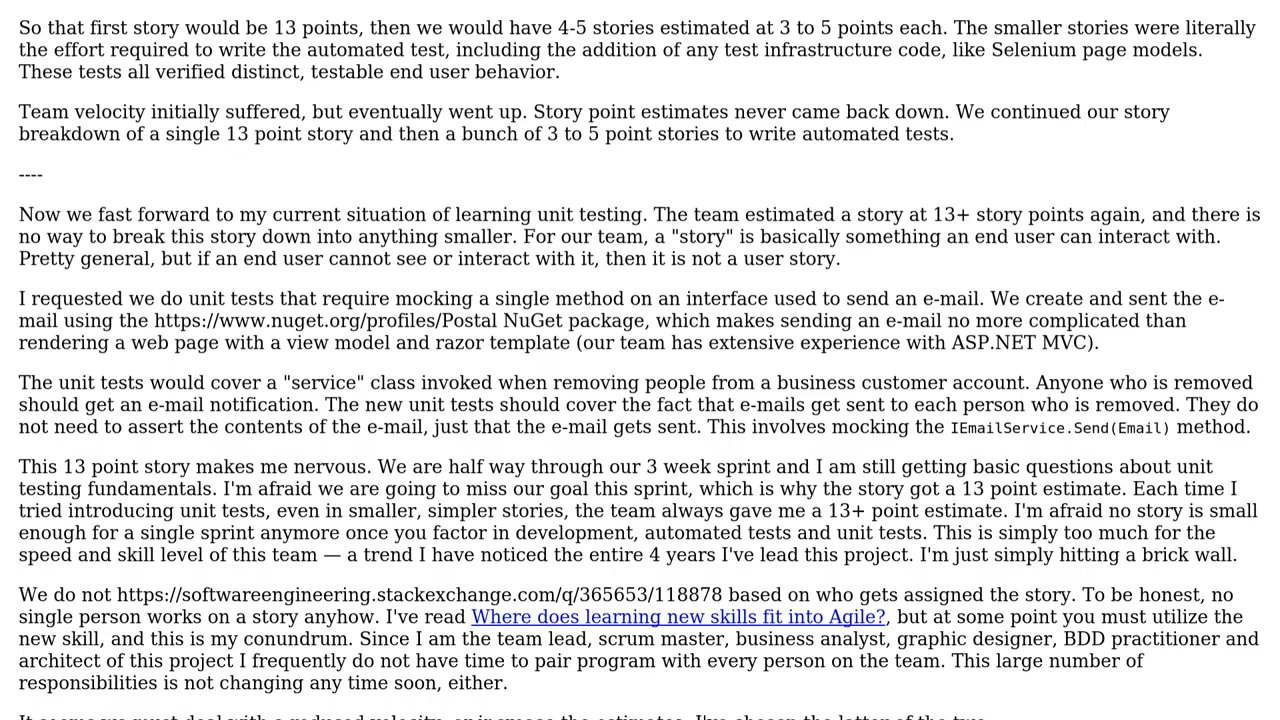 So that first story would be 13 points, then we would have 4-5 stories estimated at 3 to 5 points each. The smaller stories were literally
the effort required to write the automated test, including the addition of any test infrastructure code, like Selenium page models.
These tests all verified distinct, testable end user behavior.
Team velocity initially suffered, but eventually went up. Story point estimates never came back down. We continued our story
breakdown of a single 13 point story and then a bunch of 3 to 5 point stories to write automated tests.
----
Now we fast forward to my current situation of learning unit testing. The team estimated a story at 13+ story points again, and there is
no way to break this story down into anything smaller. For our team, a "story" is basically something an end user can interact with.
Pretty general, but if an end user cannot see or interact with it, then it is not a user story.
I requested we do unit tests that require mocking a single method on an interface used to send an e-mail. We create and sent the e-
mail using the https://www.nuget.org/profiles/Postal NuGet package, which makes sending an e-mail no more complicated than
rendering a web page with a view model and razor template (our team has extensive experience with ASP.NET MVC).
The unit tests would cover a "service" class invoked when removing people from a business customer account. Anyone who is removed
should get an e-mail notification. The new unit tests should cover the fact that e-mails get sent to each person who is removed. They do
not need to assert the contents of the e-mail, just that the e-mail gets sent. This involves mocking the IEmailService.Send(Email) method.
This 13 point story makes me nervous. We are half way through our 3 week sprint and I am still getting basic questions about unit
testing fundamentals. I'm afraid we are going to miss our goal this sprint, which is why the story got a 13 point estimate. Each time I
tried introducing unit tests, even in smaller, simpler stories, the team always gave me a 13+ point estimate. I'm afraid no story is small
enough for a single sprint anymore once you factor in development, automated tests and unit tests. This is simply too much for the
speed and skill level of this team — a trend I have noticed the entire 4 years I've lead this project. I'm just simply hitting a brick wall.
We do not https://softwareengineering.stackexchange.com/q/365653/118878 based on who gets assigned the story. To be honest, no
single person works on a story anyhow. I've read Where does learning new skills fit into Agile?, but at some point you must utilize the
new skill, and this is my conundrum. Since I am the team lead, scrum master, business analyst, graphic designer, BDD practitioner and
architect of this project I frequently do not have time to pair program with every person on the team. This large number of
responsibilities is not changing any time soon, either.